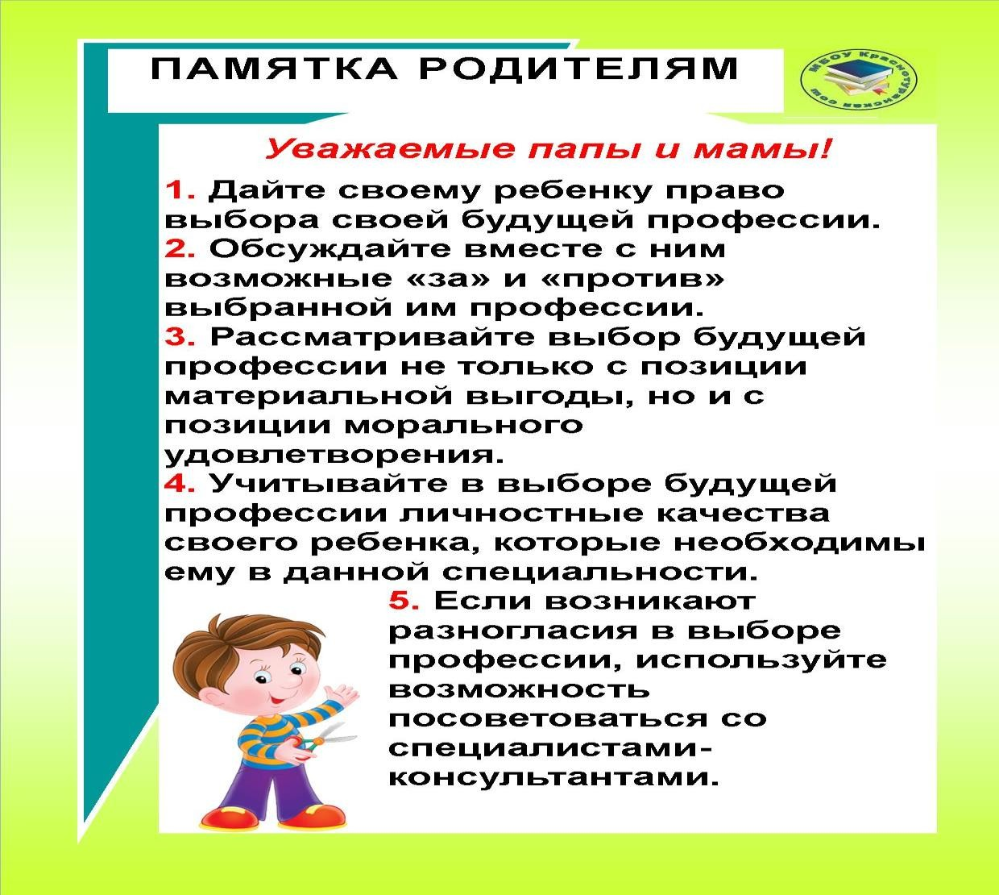 ПАМЯТКА РОДИТЕЛЯМ
МБОУ Краснотуранская сош
Уважаемые папы и мамы!
1. Дайте своему ребенку право
выбора своей будущей профессии.
2. Обсуждайте вместе с ним
возможные «за» и «против»
выбранной им профессии.
3. Рассматривайте выбор будущей
профессии не только с позиции
материальной выгоды, но и с
позиции морального
удовлетворения.
4. Учитывайте в выборе будущей
профессии личностные качества
своего ребенка, которые необходимы
ему в данной специальности.
5. Если возникают
разногласия в выборе
профессии, используйте
возможность
посоветоваться со
специалистами-
консультантами.